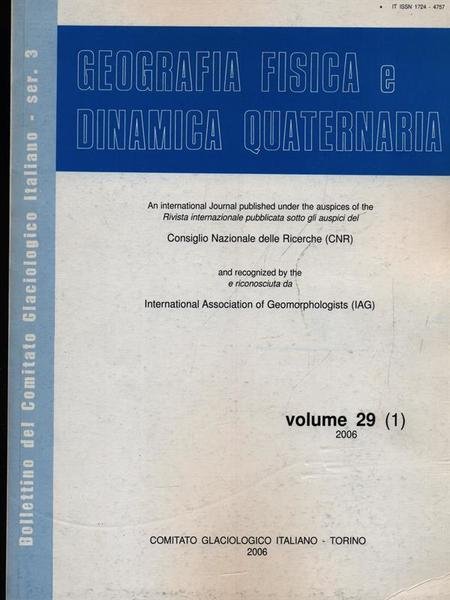 IT ISSN 1724 - 4757
GEOGRAFIA FISICA e
DINAMICA QUATERNARIA
Bollettino del Comitato Glaciologico Italiano - ser. 3
An international Journal published under the auspices of the
Rivista internazionale pubblicata sotto gli auspici del
Consiglio Nazionale delle Ricerche (CNR)
and recognized by the
e riconosciuta da
International Association of Geomorphologists (IAG)
volume 29 (1)
2006
COMITATO GLACIOLOGICO ITALIANO - TORINO
2006